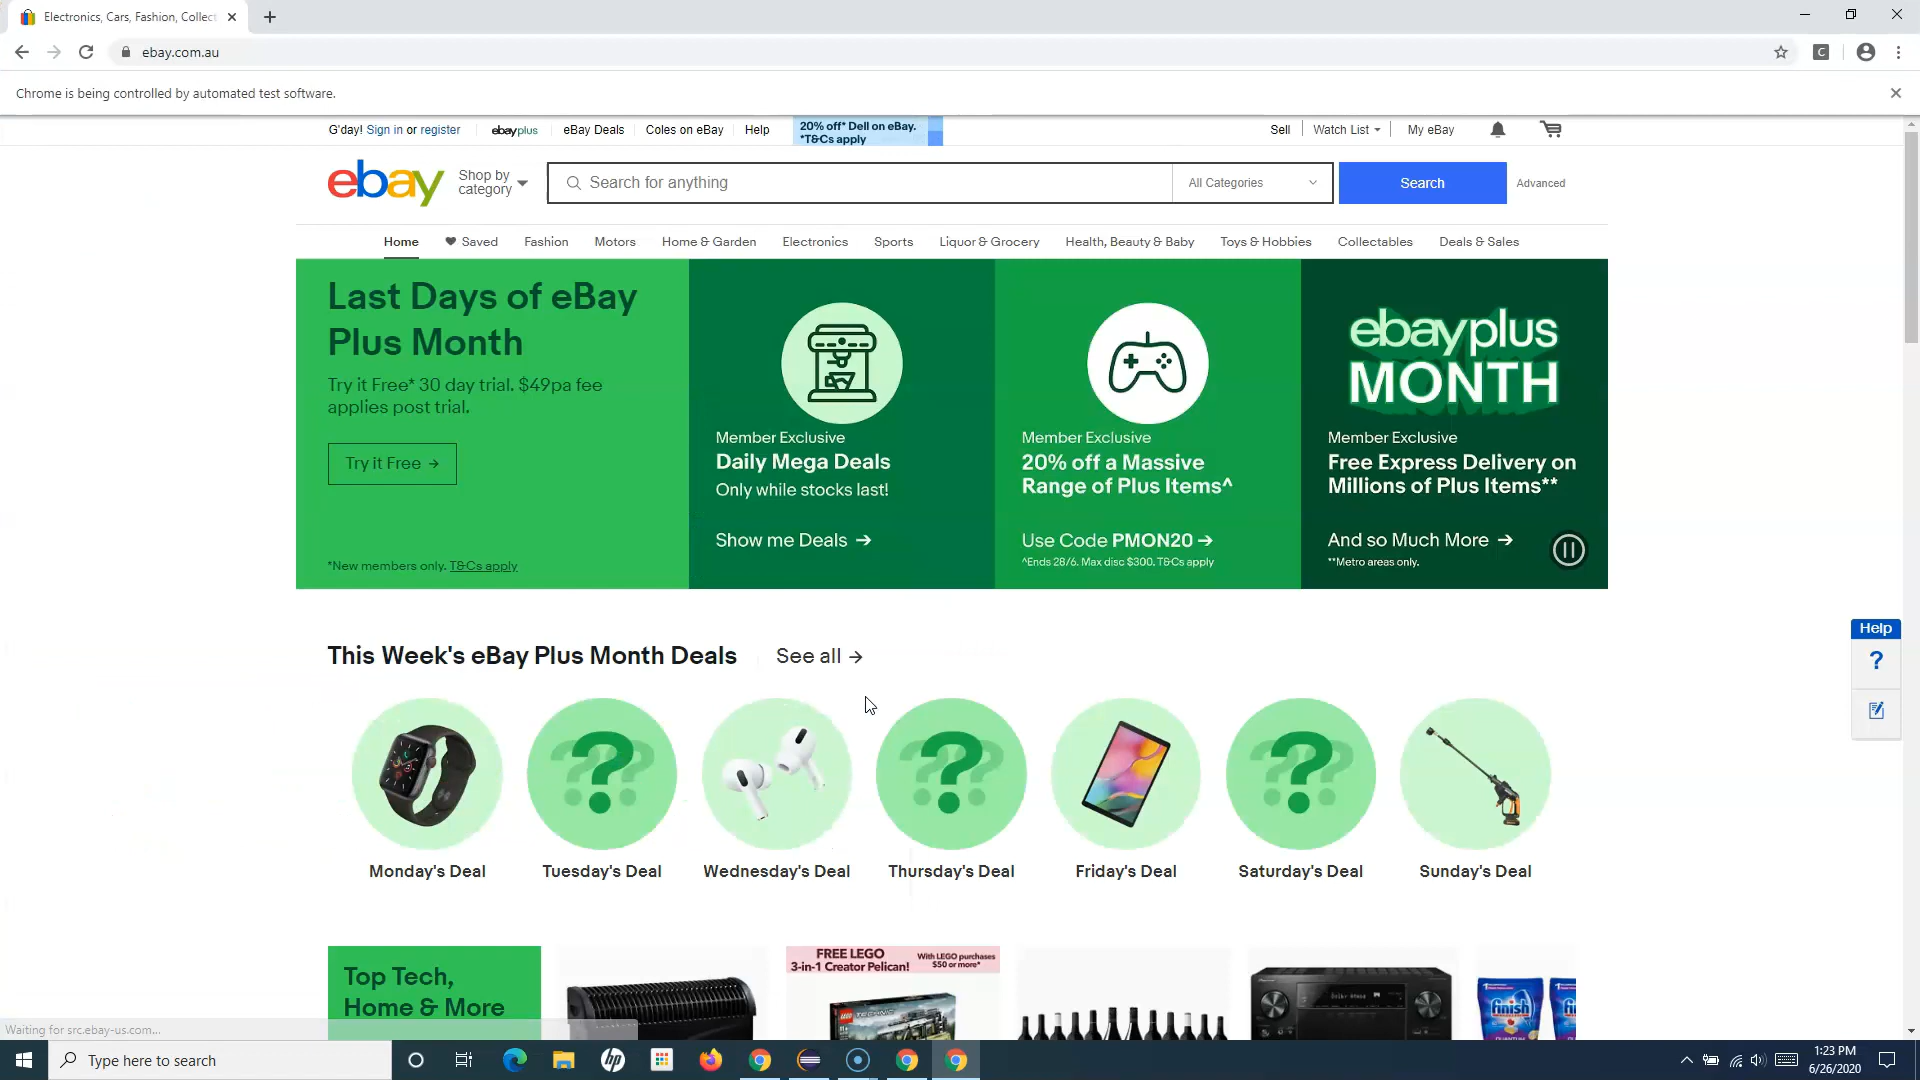 Electronics, Cars, Fashion, Collect
ebay.com.au
Chrome is being controlled by automated test software.
G'day! Sign in or register
ebayplus
eBay Deals
Coles on eBay
Help
20% off* Dell on eBay.
*T&Cs apply
Sell
Watch List
My eBay
ebay
Shop by
category
Search for anything
All Categories
Search
Advanced
Home
Saved
Fashion
Motors
Home & Garden
Electronics
Sports
Liquor & Grocery
Health, Beauty & Baby
Toys & Hobbies
Collectables
Deals & Sales
Last Days of eBay
Plus Month
Try it Free* 30 day trial. $49pa fee
applies post trial.
Try it Free →
*New members only. T&Cs apply
Member Exclusive
Daily Mega Deals
Only while stocks last!
Show me Deals →
Member Exclusive
20% off a Massive
Range of Plus Items^
Use Code PMON20 →
^Ends 28/6. Max disc $300. T&Cs apply
ebayplus
MONTH
Member Exclusive
Free Express Delivery on
Millions of Plus Items**
And so Much More →
**Metro areas only.
Help
?
This Week's eBay Plus Month Deals
See all →
Monday's Deal
Tuesday's Deal
Wednesday's Deal
Thursday's Deal
Friday's Deal
Saturday's Deal
Sunday's Deal
Top Tech,
Home & More
FREE LEGO
3-in-1 Creator Pelican!
With LEGO purchases
$50 or more*
LEGO TECHNIC
finish
Waiting for src.ebay-us.com...
Type here to search
hp
1:23 PM
6/26/2020